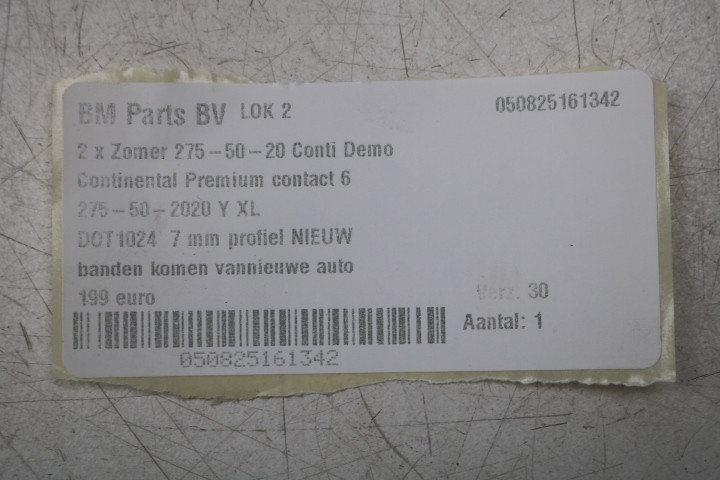 BM Parts BV LOK 2 050825161342
2 x Zomer 275-50-20 Conti Demo
Continental Premium contact 6
275-50-2020 Y XL
DOT1024 7 mm profiel NIEUW
banden komen vannieuwe auto
199 euro
Verz: 30
Aantal: 1
050825161342